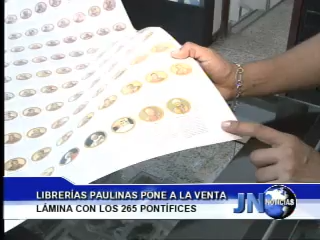 LIBRERÍAS PAULINAS PONE A LA VENTA
LÁMINA CON LOS 265 PONTÍFICES
JN
NOTICIAS